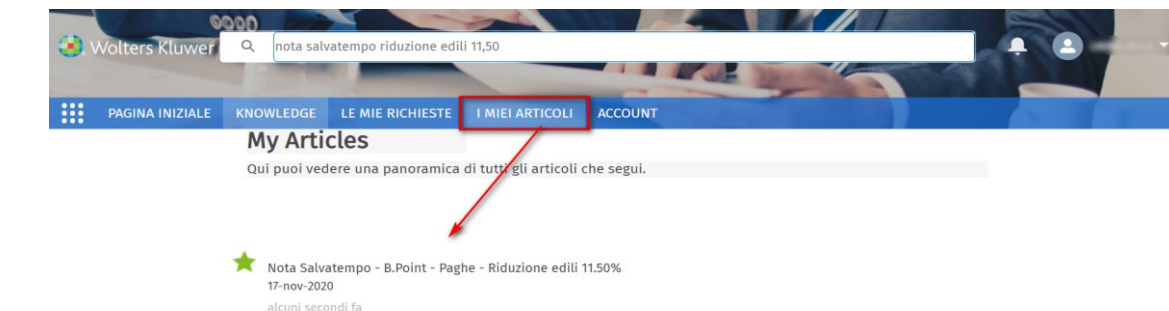 Wolters Kluwer
nota salvatempo riduzione edili 11,50
PAGINA INIZIALE KNOWLEDGE LE MIE RICHIESTE I MIEI ARTICOLI ACCOUNT
My Articles
Qui puoi vedere una panoramica di tutti gli articoli che segui.
Nota Salvatempo - B.Point - Paghe - Riduzione edili 11.50%
17-nov-2020
alcuni secondi fa